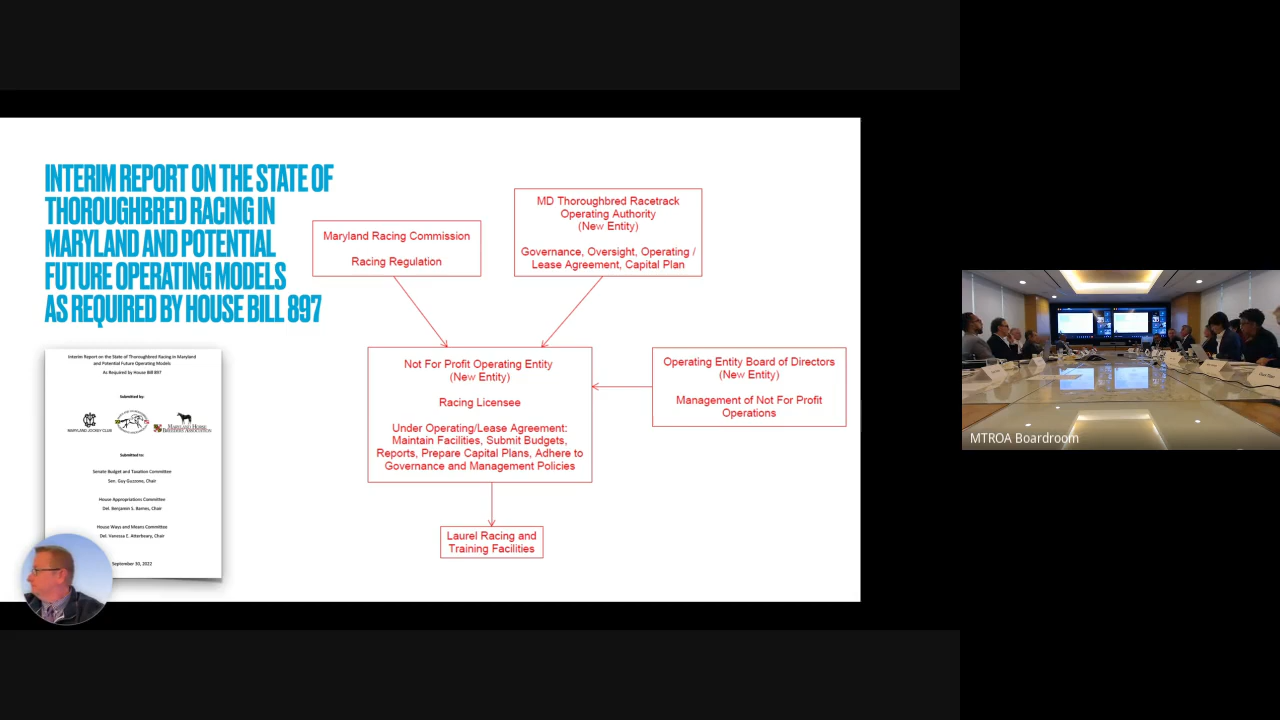 INTERIM REPORT ON THE STATE OF
THOROUGHBRED RACING IN
MARYLAND AND POTENTIAL
FUTURE OPERATING MODELS
AS REQUIRED BY HOUSE BILL 897
Interim Report on the State of Thoroughbred Racing in Maryland
and Potential Future Operating Models
As Required by House Bill 897
Submitted by:
MARYLAND JOCKEY CLUB
MARYLAND HORSE
BREEDERS ASSOCIATION
Submitted to:
Senate Budget and Taxation Committee
Sen. Guy Guzzone, Chair
House Appropriations Committee
Del. Benjamin S. Barnes, Chair
House Ways and Means Committee
Del. Vanessa E. Atterbeary, Chair
September 30, 2022
Maryland Racing Commission
Racing Regulation
MD Thoroughbred Racetrack
Operating Authority
(New Entity)
Governance, Oversight, Operating /
Lease Agreement, Capital Plan
Not For Profit Operating Entity
(New Entity)
Racing Licensee
Under Operating/Lease Agreement:
Maintain Facilities, Submit Budgets,
Reports, Prepare Capital Plans, Adhere to
Governance and Management Policies
Operating Entity Board of Directors
(New Entity)
Management of Not For Profit
Operations
Laurel Racing and
Training Facilities
MTROA Boardroom